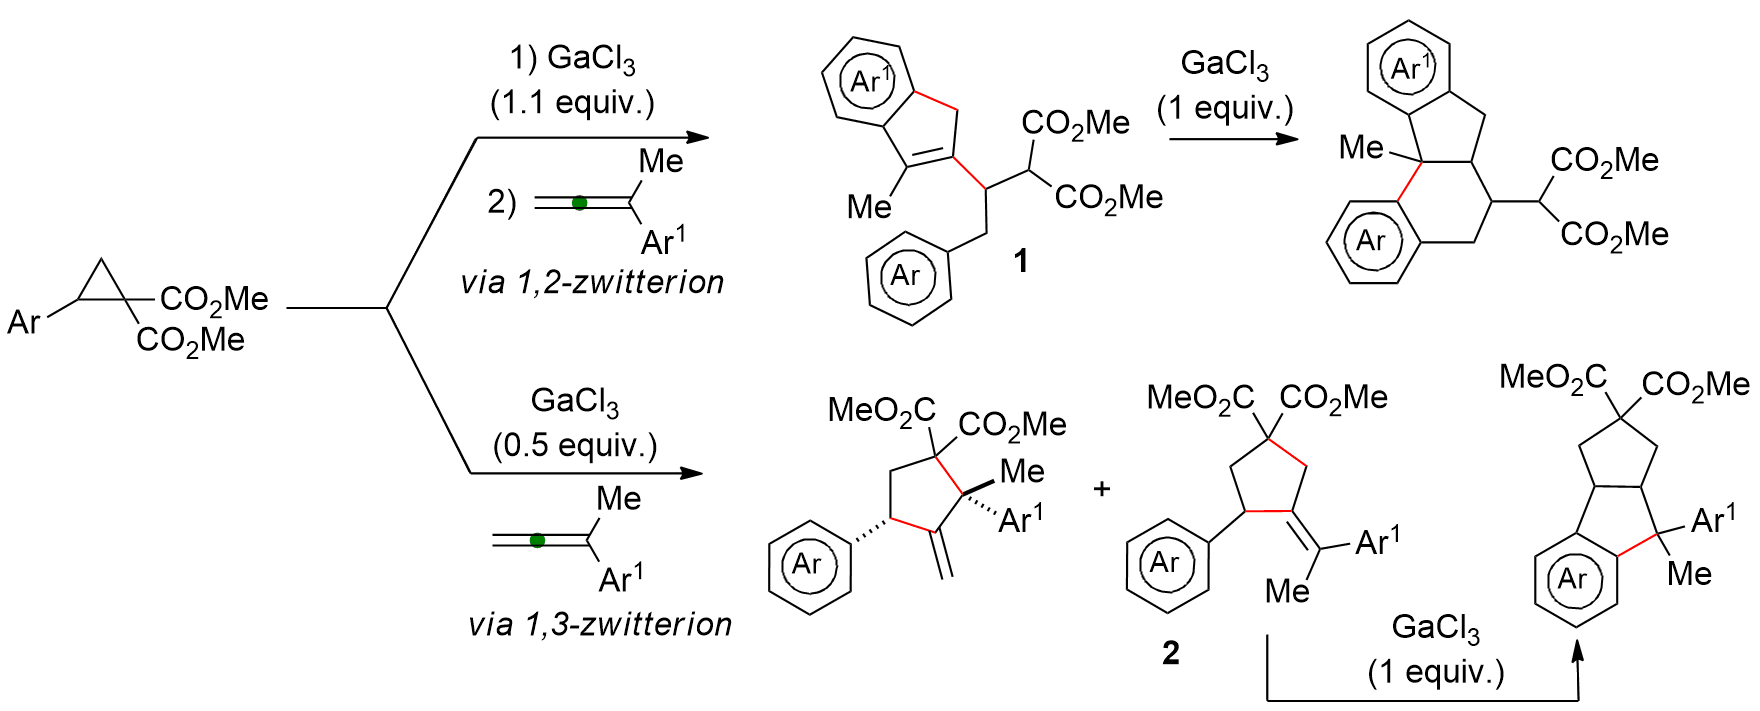 1) GaCl3
(1.1 equiv.)
2)
Me
Ar1
via 1,2-zwitterion
Ar
CO2Me
CO2Me
GaCl3
(0.5 equiv.)
Me
Ar1
via 1,3-zwitterion
Ar1
Me
CO2Me
CO2Me
Ar
1
GaCl3
(1 equiv.)
Ar1
Me
CO2Me
CO2Me
Ar
MeO2C
CO2Me
Me
Ar1
Ar
+
MeO2C
CO2Me
Ar
Ar1
Me
2
GaCl3
(1 equiv.)
MeO2C
CO2Me
Ar1
Me
Ar